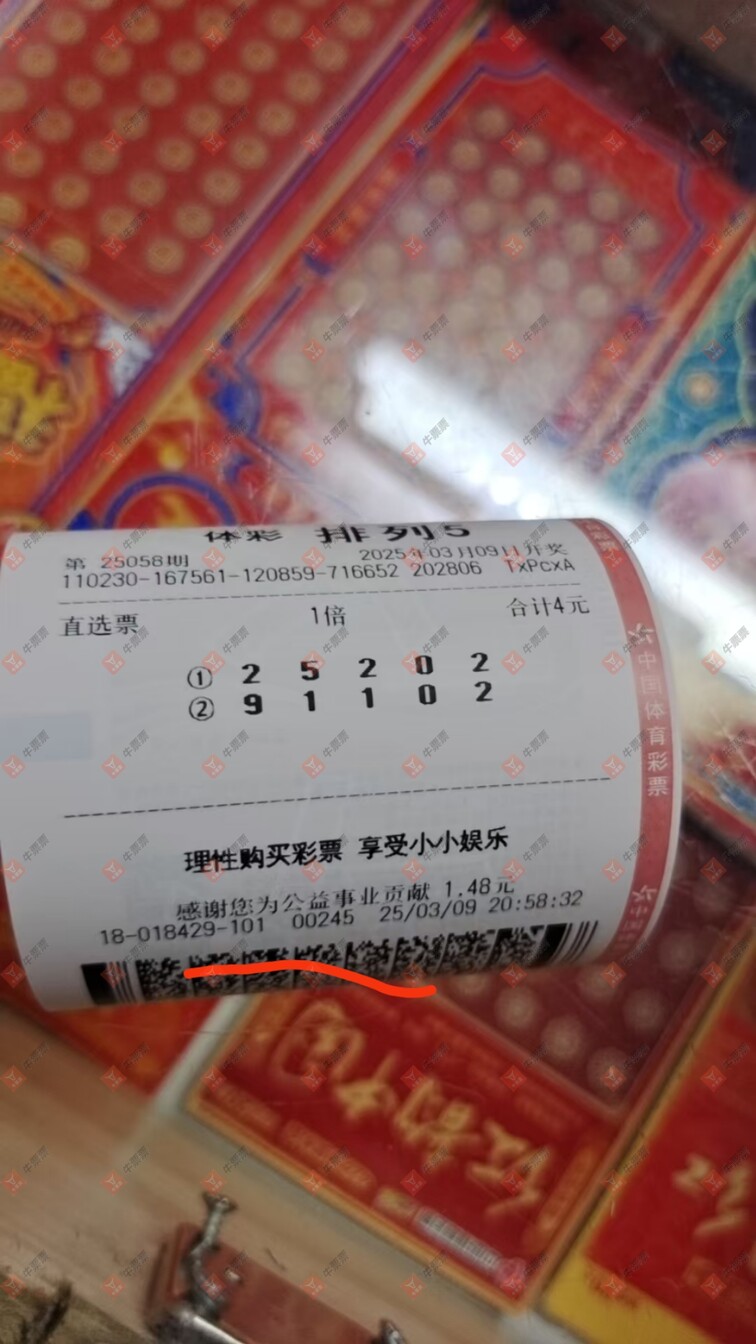 体彩 排列5
第 25058期 2025年03月09日开奖
110230-167561-120859-716652 202806 TxPcxA
直选票 1倍 合计4元
① 2 5 2 0 2
② 9 1 1 0 2
理性购买彩票 享受小小娱乐
感谢您为公益事业贡献 1.48元
18-018429-101 00245 25/03/09 20:58:32
中国体育彩票
牛票票